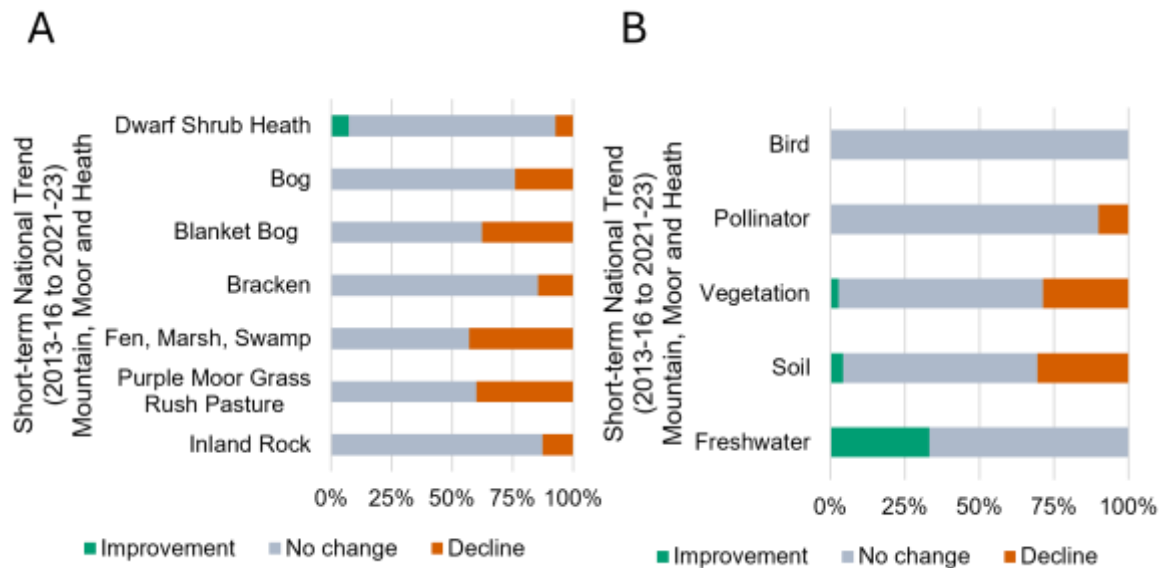 A
Short-term National Trend
(2013-16 to 2021-23)
Mountain, Moor and Heath
Dwarf Shrub Heath
Bog
Blanket Bog
Bracken
Fen, Marsh, Swamp
Purple Moor Grass
Rush Pasture
Inland Rock
0% 25% 50% 75% 100%
Improvement No change Decline
B
Short-term National Trend
(2013-16 to 2021-23)
Mountain, Moor and Heath
Bird
Pollinator
Vegetation
Soil
Freshwater
0% 25% 50% 75% 100%
Improvement No change Decline